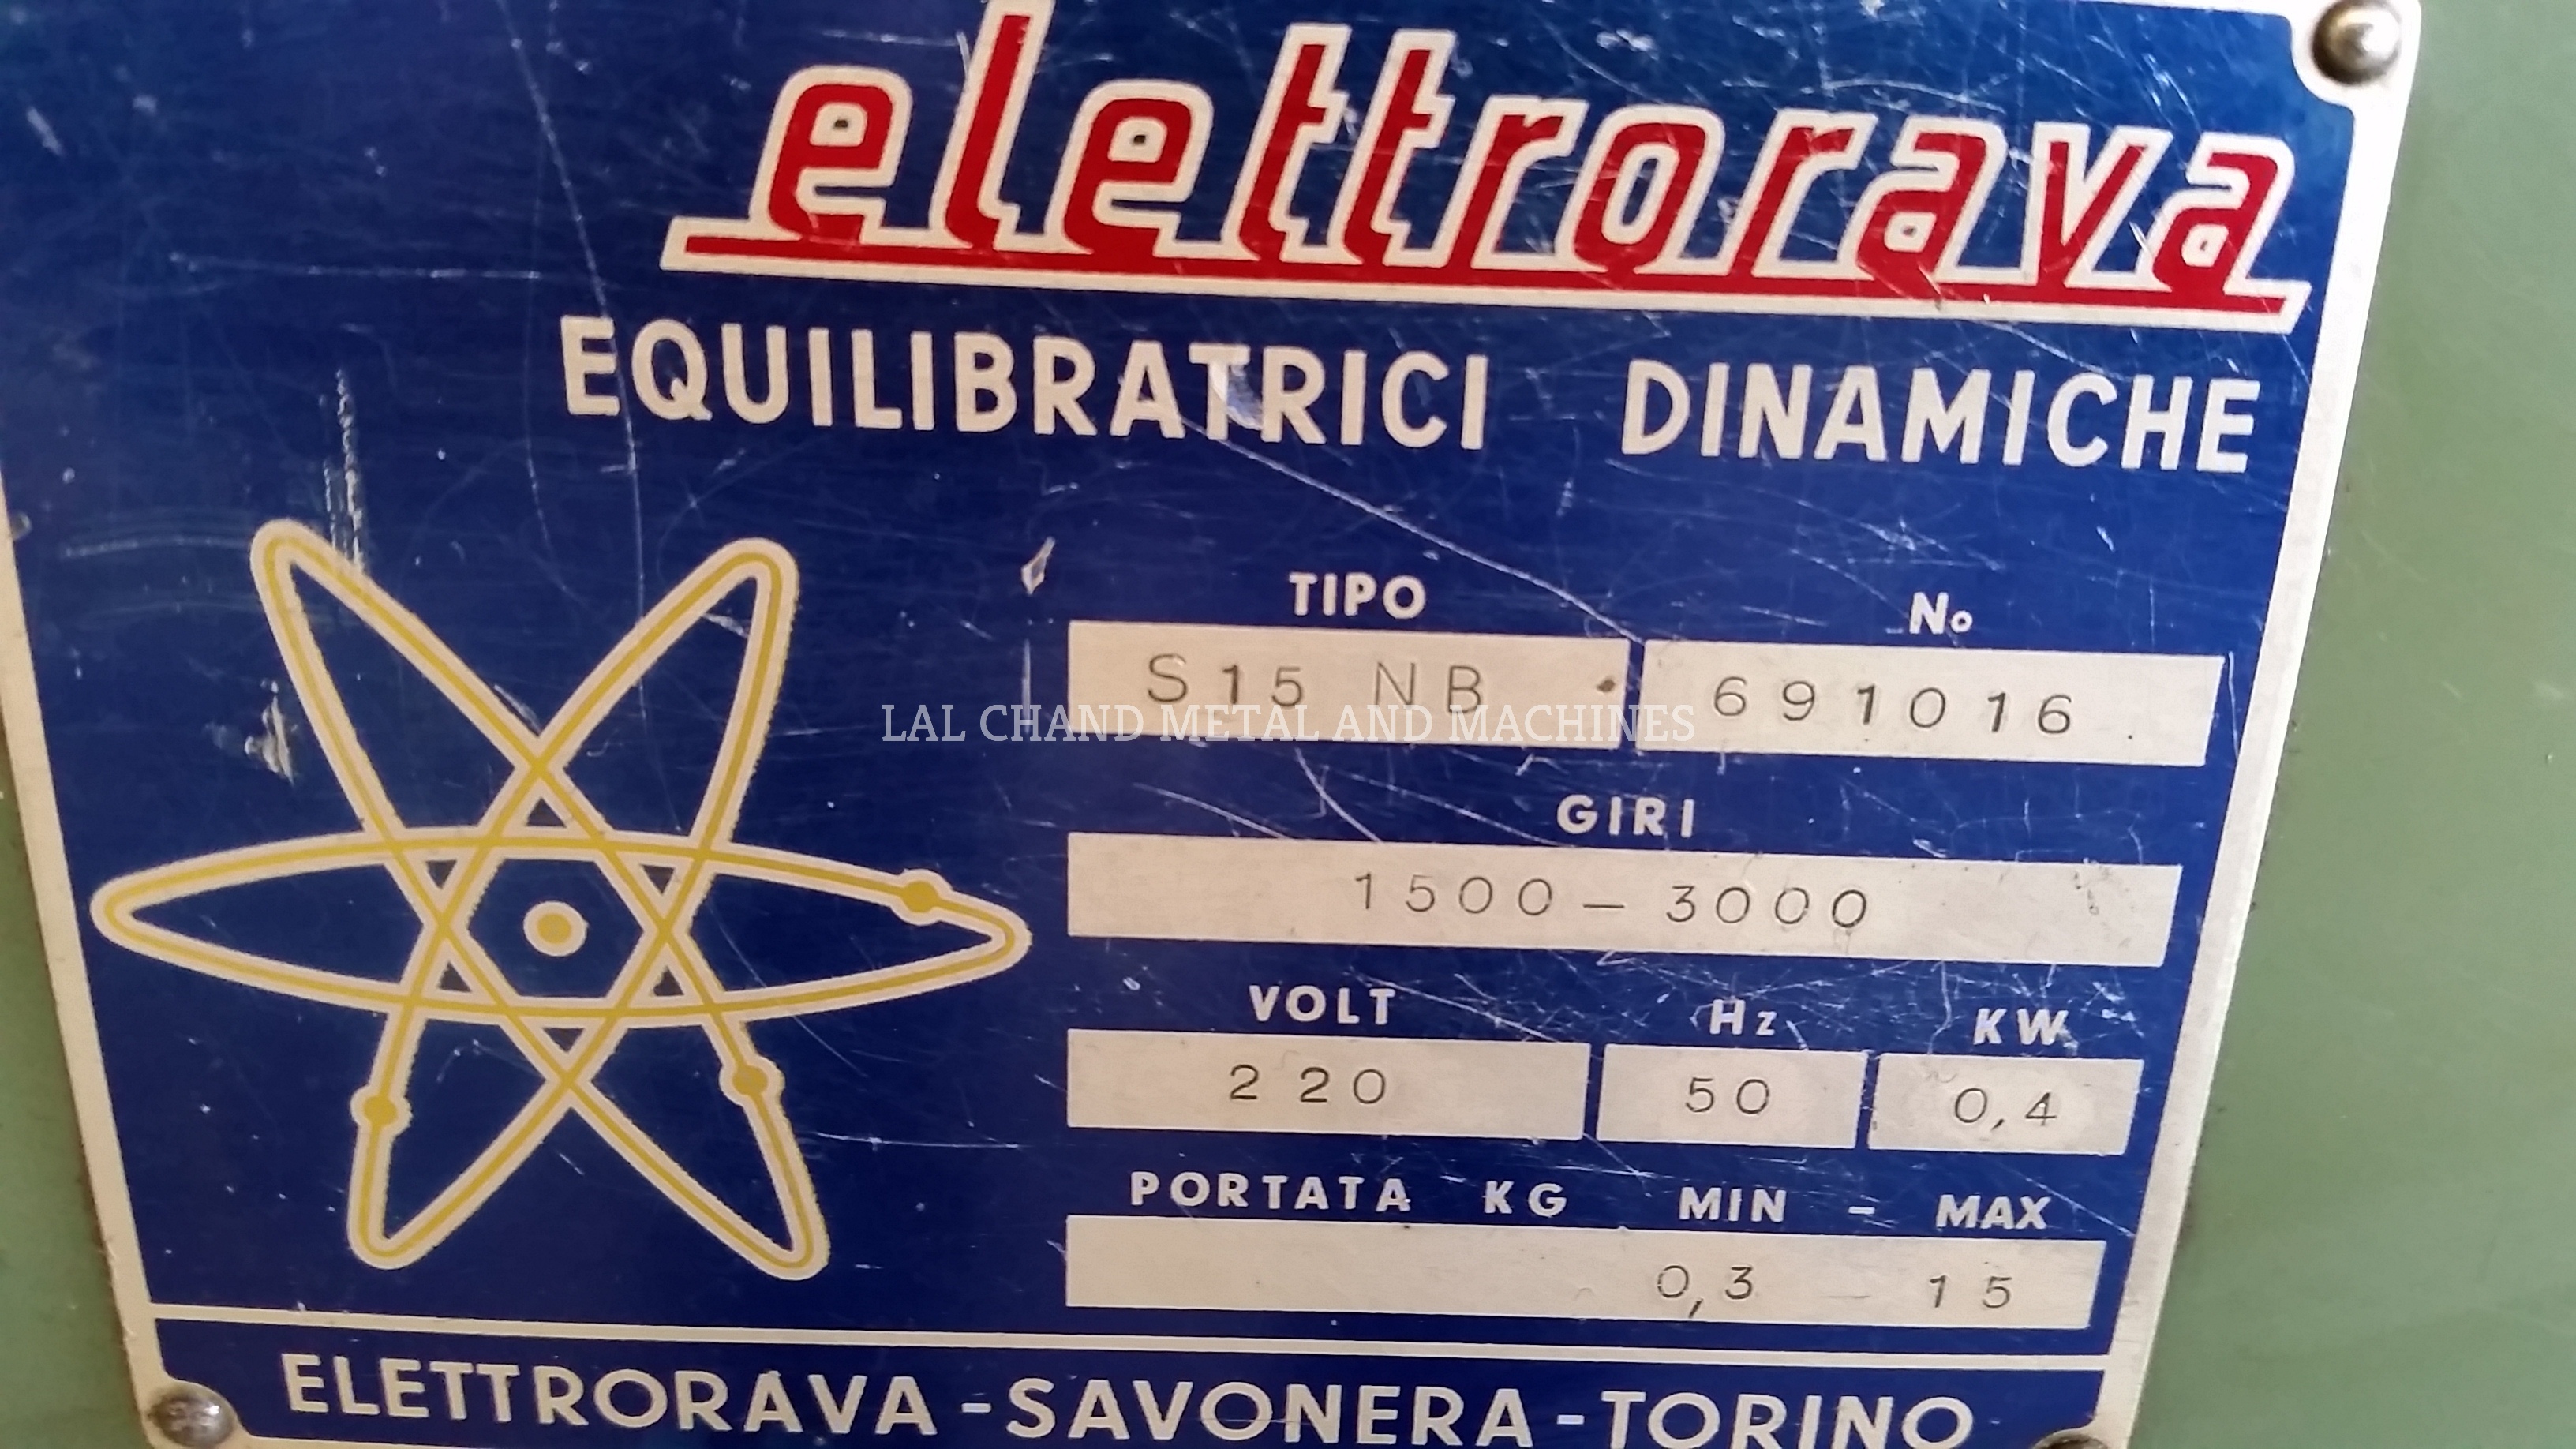 elettrorava
EQUILIBRATRICI DINAMICHE
TIPO No
S15 NB 691016
LAL CHAND METAL AND MACHINES
GIRI
1500-3000
VOLT Hz KW
220 50 0,4
PORTATA KG MIN - MAX
0,3 - 15
ELETTRORAVA-SAVONERA-TORINO